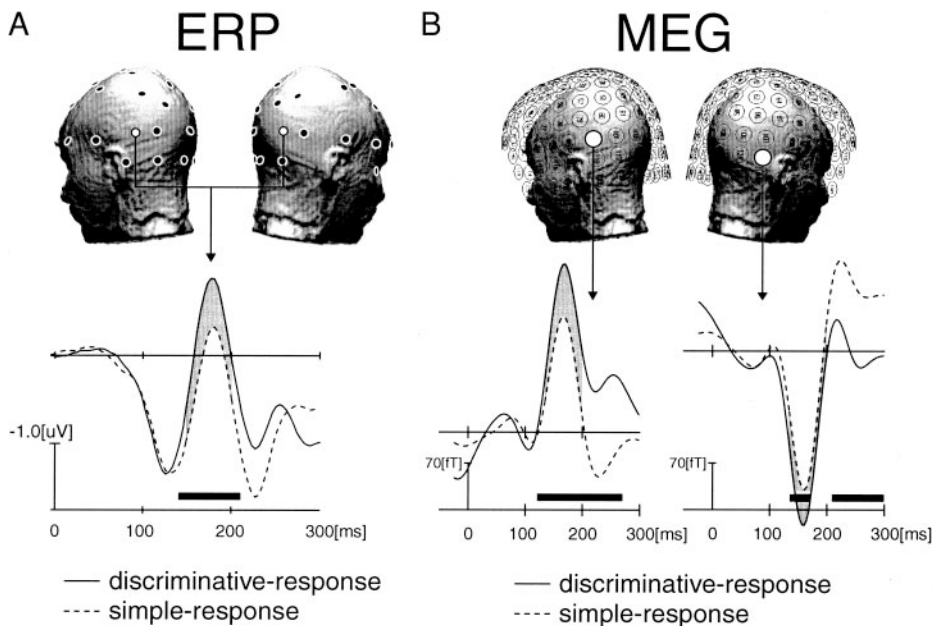 A ERP
B MEG
-1.0[uV]
0 100 200 300[ms]
70[fT]
0 100 200 300[ms]
70[fT]
0 100 200 300[ms]
discriminative-response
simple-response
discriminative-response
simple-response